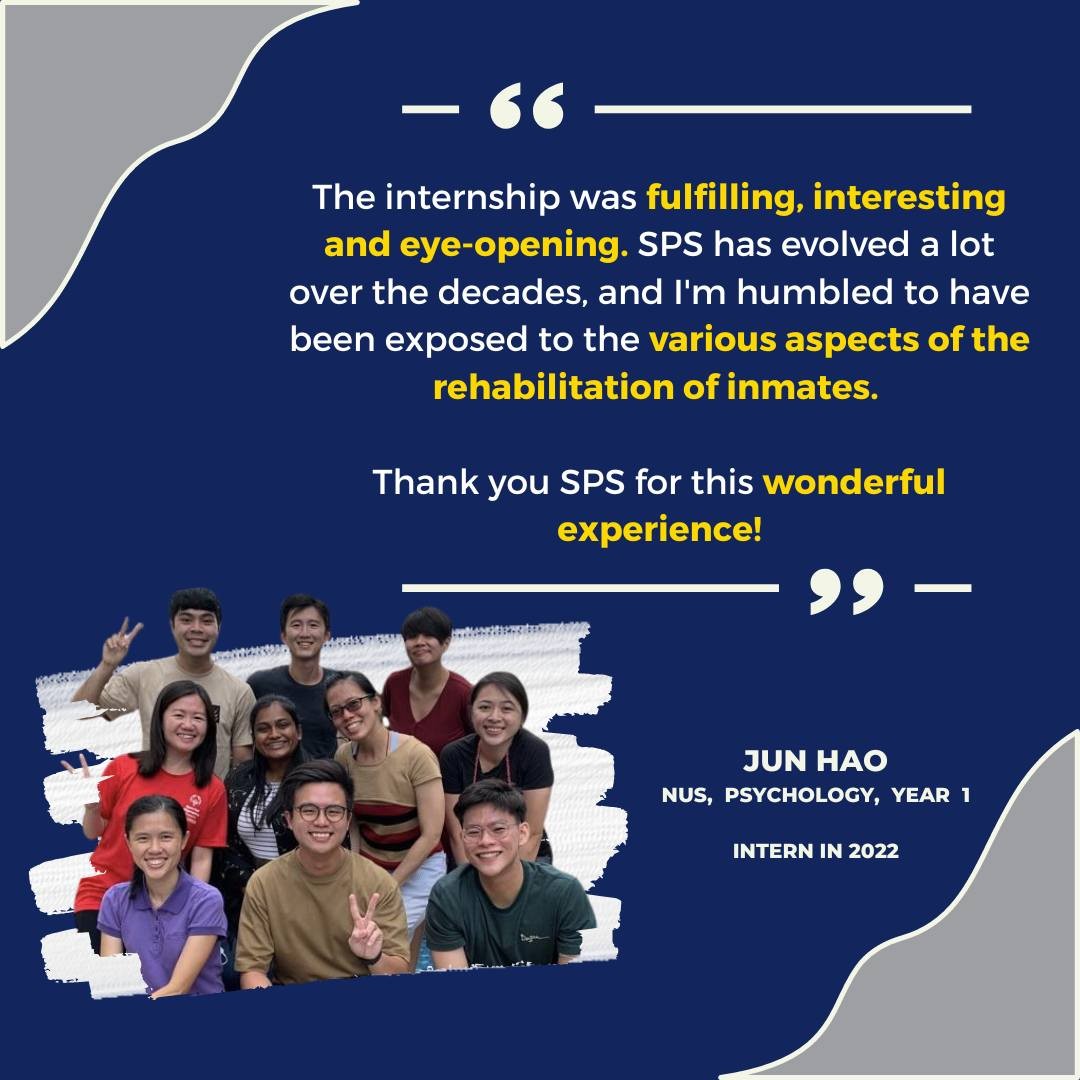 The internship was fulfilling, interesting
and eye-opening. SPS has evolved a lot
over the decades, and I'm humbled to have
been exposed to the various aspects of the
rehabilitation of inmates.
Thank you SPS for this wonderful
experience!
JUN HAO
NUS, PSYCHOLOGY, YEAR 1
INTERN IN 2022